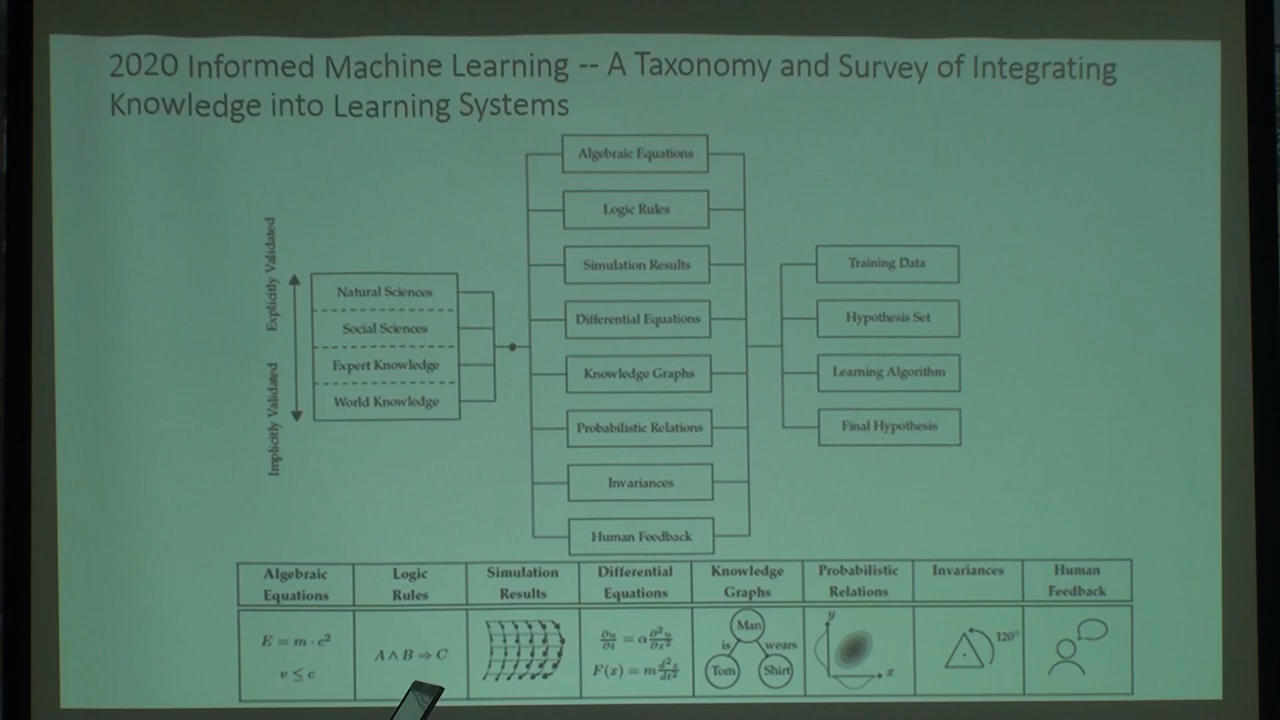 2020 Informed Machine Learning -- A Taxonomy and Survey of Integrating
Knowledge into Learning Systems
Explicitly Validated
Implicitly Validated
Natural Sciences
Social Sciences
Expert Knowledge
World Knowledge
Algebraic Equations
Logic Rules
Simulation Results
Differential Equations
Knowledge Graphs
Probabilistic Relations
Invariances
Human Feedback
Training Data
Hypothesis Set
Learning Algorithm
Final Hypothesis
Algebraic
Equations
Logic
Rules
Simulation
Results
Differential
Equations
Knowledge
Graphs
Probabilistic
Relations
Invariances
Human
Feedback
E = m · c²
v ≤ c
A ∧ B ⇒ C
∂u/∂t = α ∂²u/∂x²
F(x) = m d²x/dt²
Man
is
wears
Tom
Shirt
y
x
120°